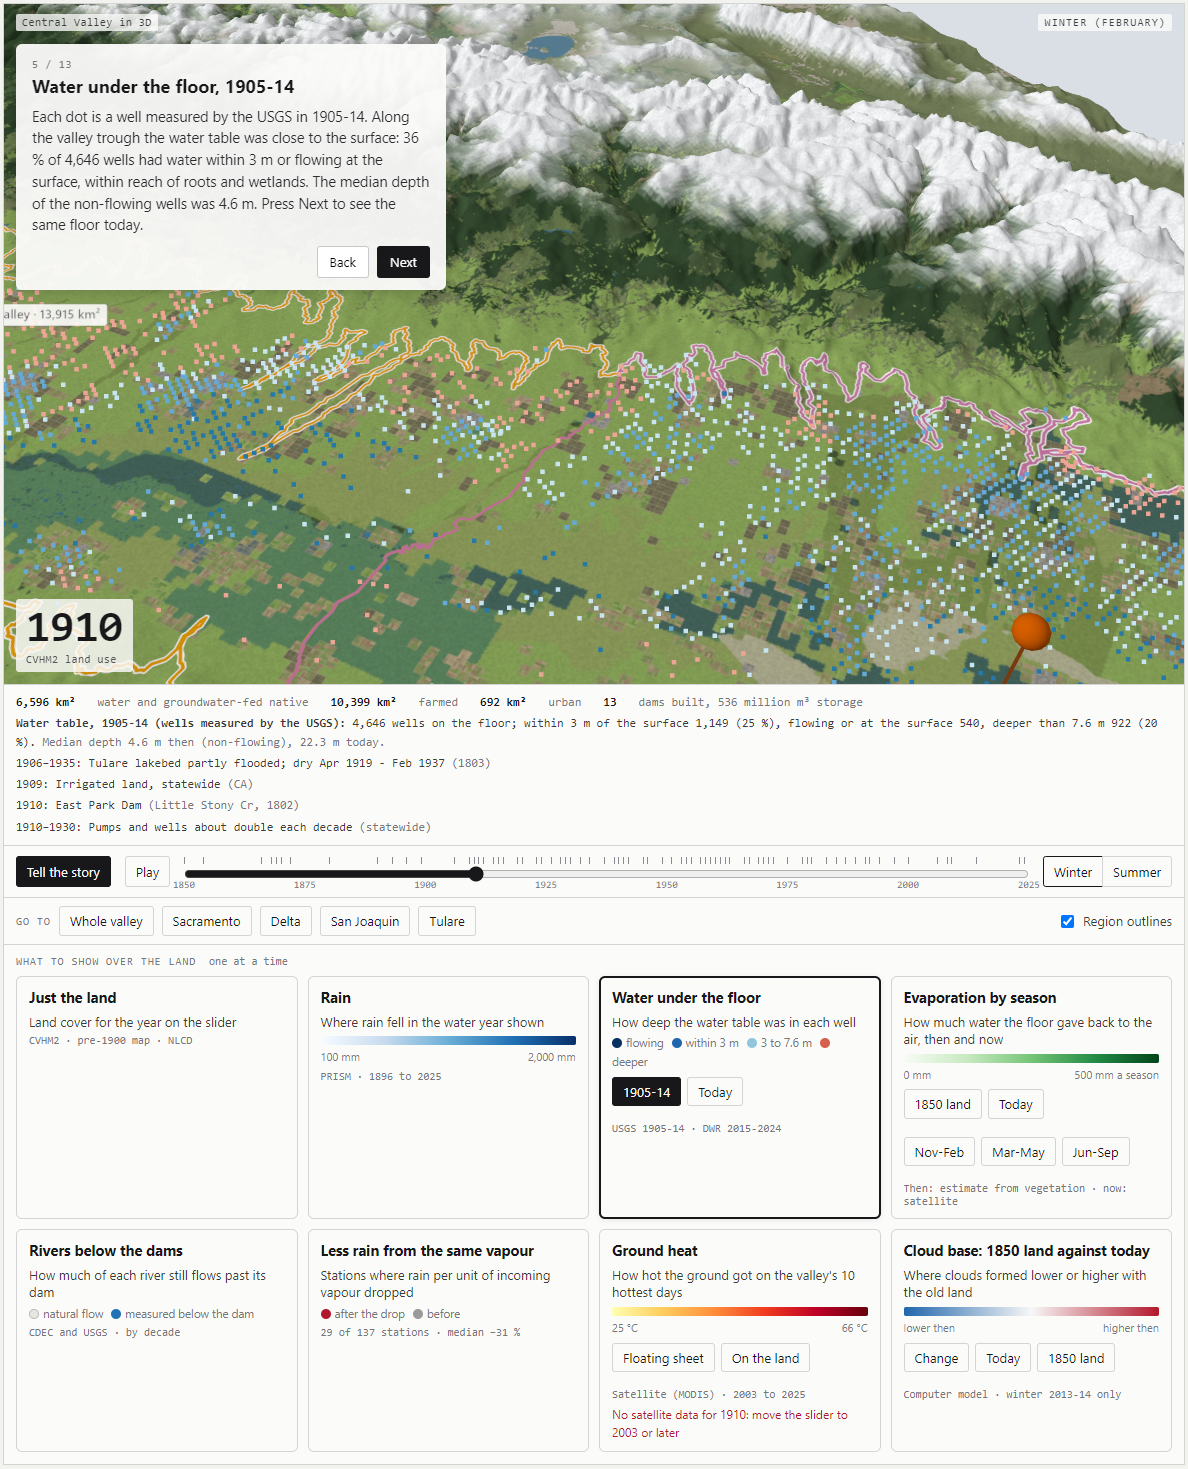 Central Valley in 3D
WINTER (FEBRUARY)
5 / 13
Water under the floor, 1905-14
Each dot is a well measured by the USGS in 1905-14. Along
the valley trough the water table was close to the surface: 36
% of 4,646 wells had water within 3 m or flowing at the
surface, within reach of roots and wetlands. The median depth
of the non-flowing wells was 4.6 m. Press Next to see the
same floor today.
Back
Next
alley · 13,915 km²
1910
CVHM2 land use
6,596 km² water and groundwater-fed native 10,399 km² farmed 692 km² urban 13 dams built, 536 million m³ storage
Water table, 1905-14 (wells measured by the USGS): 4,646 wells on the floor; within 3 m of the surface 1,149 (25 %), flowing or at the surface 540, deeper than 7.6 m 922 (20
%). Median depth 4.6 m then (non-flowing), 22.3 m today.
1906–1935: Tulare lakebed partly flooded; dry Apr 1919 - Feb 1937 (1803)
1909: Irrigated land, statewide (CA)
1910: East Park Dam (Little Stony Cr, 1802)
1910–1930: Pumps and wells about double each decade (statewide)
Tell the story
Play
1850 1875 1900 1925 1950 1975 2000 2025
Winter
Summer
GO TO
Whole valley
Sacramento
Delta
San Joaquin
Tulare
Region outlines
WHAT TO SHOW OVER THE LAND one at a time
Just the land
Land cover for the year on the slider
CVHM2 · pre-1900 map · NLCD
Rain
Where rain fell in the water year shown
100 mm 2,000 mm
PRISM · 1896 to 2025
Water under the floor
How deep the water table was in each well
flowing within 3 m 3 to 7.6 m
deeper
1905-14
Today
USGS 1905-14 · DWR 2015-2024
Evaporation by season
How much water the floor gave back to the
air, then and now
0 mm 500 mm a season
1850 land
Today
Nov-Feb
Mar-May
Jun-Sep
Then: estimate from vegetation · now:
satellite
Rivers below the dams
How much of each river still flows past its
dam
natural flow measured below the dam
CDEC and USGS · by decade
Less rain from the same vapour
Stations where rain per unit of incoming
vapour dropped
after the drop before
29 of 137 stations · median −31 %
Ground heat
How hot the ground got on the valley's 10
hottest days
25 °C 66 °C
Floating sheet
On the land
Satellite (MODIS) · 2003 to 2025
No satellite data for 1910: move the slider to
2003 or later
Cloud base: 1850 land against today
Where clouds formed lower or higher with
the old land
lower then higher then
Change
Today
1850 land
Computer model · winter 2013-14 only